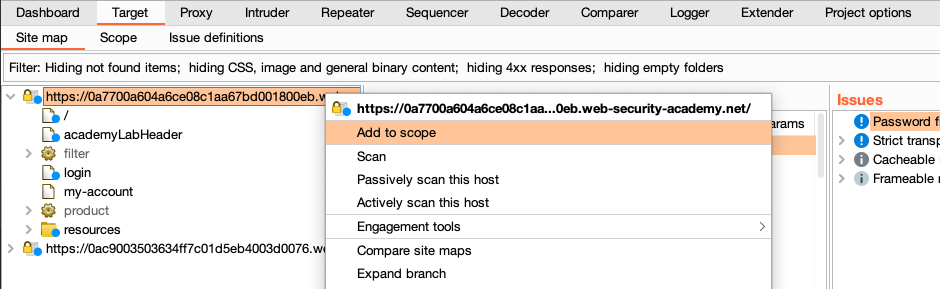 Dashboard Target Proxy Intruder Repeater Sequencer Decoder Comparer Logger Extender Project options
Site map Scope Issue definitions
Filter: Hiding not found items; hiding CSS, image and general binary content; hiding 4xx responses; hiding empty folders
https://0a7700a604a6ce08c1aa67bd001800eb.we
/
academyLabHeader
filter
login
my-account
product
resources
https://0ac9003503634ff7c01d5eb4003d0076.we
https://0a7700a604a6ce08c1aa...0eb.web-security-academy.net/
Add to scope
Scan
Passively scan this host
Actively scan this host
Engagement tools
Compare site maps
Expand branch
arams
Issues
Password f
Strict transp
Cacheable
Frameable